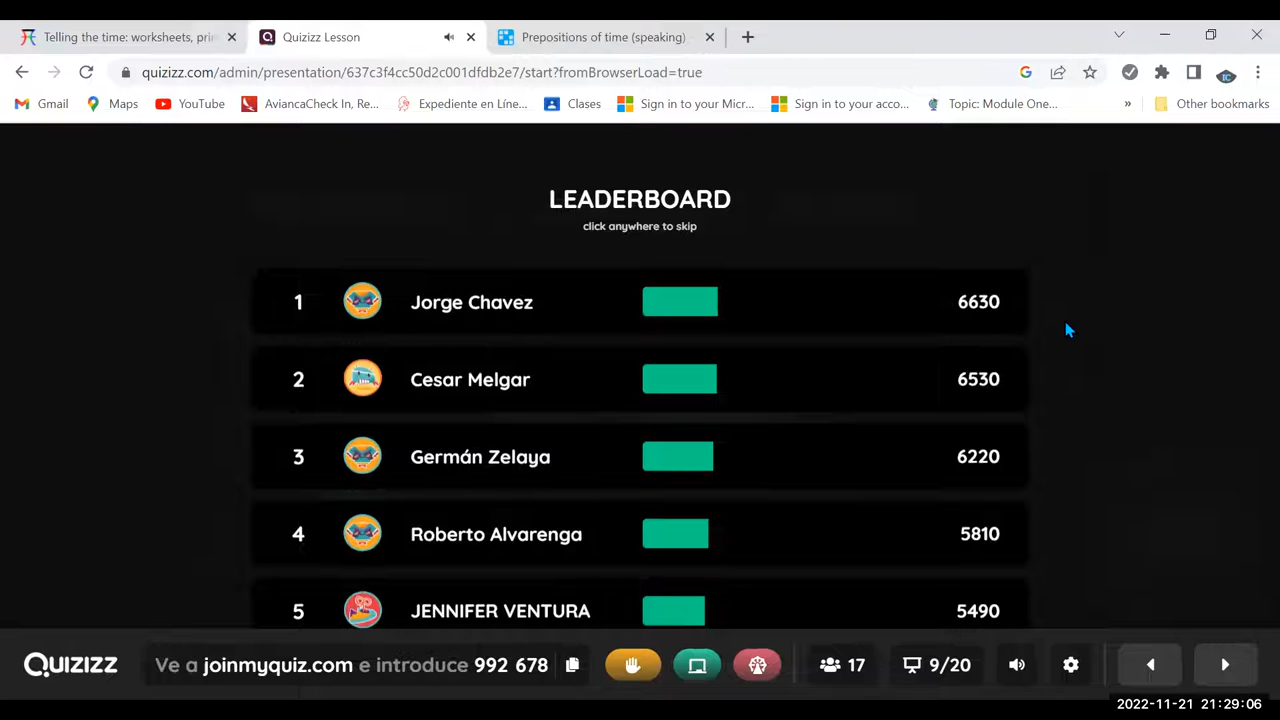 Telling the time: worksheets, prin
Quizizz Lesson
Prepositions of time (speaking)
quizizz.com/admin/presentation/637c3f4cc50d2c001dfdb2e7/start?fromBrowserLoad=true
Gmail
Maps
YouTube
AviancaCheck In, Re...
Expediente en Líne...
Clases
Sign in to your Micr...
Sign in to your acco...
Topic: Module One...
»
Other bookmarks
LEADERBOARD
click anywhere to skip
1 Jorge Chavez 6630
2 Cesar Melgar 6530
3 Germán Zelaya 6220
4 Roberto Alvarenga 5810
5 JENNIFER VENTURA 5490
QUIZIZZ Ve a joinmyquiz.com e introduce 992 678 17 9/20
2022-11-21 21:29:06